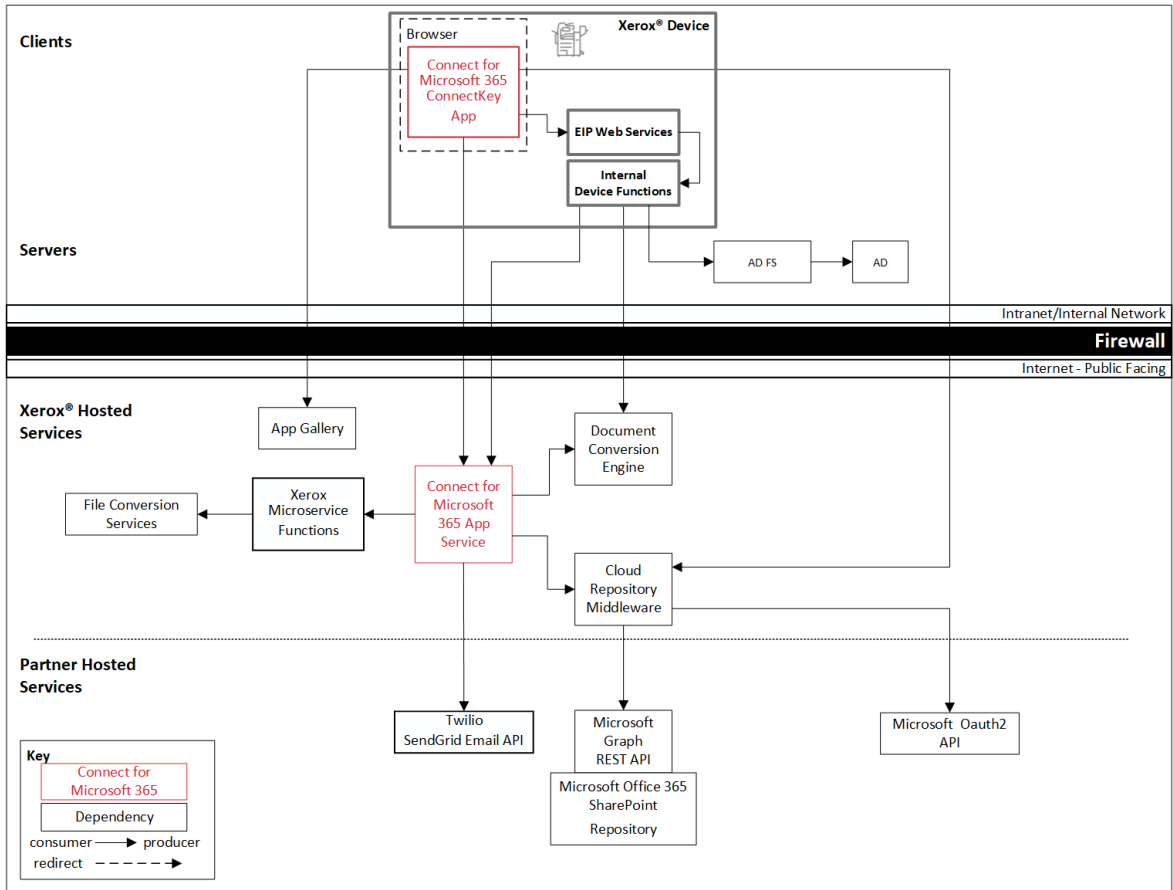 Clients
Xerox® Device
Browser
Connect for
Microsoft 365
ConnectKey
App
EIP Web Services
Internal
Device Functions
Servers
AD FS
AD
Intranet/Internal Network
Firewall
Internet - Public Facing
Xerox® Hosted
Services
App Gallery
Document
Conversion
Engine
File Conversion
Services
Xerox
Microservice
Functions
Connect for
Microsoft
365 App
Service
Cloud
Repository
Middleware
Partner Hosted
Services
Twilio
SendGrid Email API
Microsoft
Graph
REST API
Microsoft Office 365
SharePoint
Repository
Microsoft Oauth2
API
Key
Connect for
Microsoft 365
Dependency
consumer producer
redirect